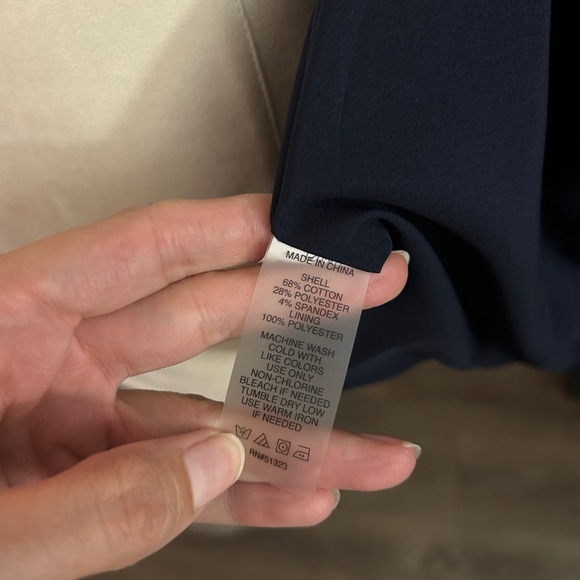 MADE IN CHINA
SHELL
68% COTTON
28% POLYESTER
4% SPANDEX
LINING
100% POLYESTER
MACHINE WASH
COLD WITH
LIKE COLORS
USE ONLY
NON-CHLORINE
BLEACH IF NEEDED
TUMBLE DRY LOW
USE WARM IRON
IF NEEDED
RN#51323